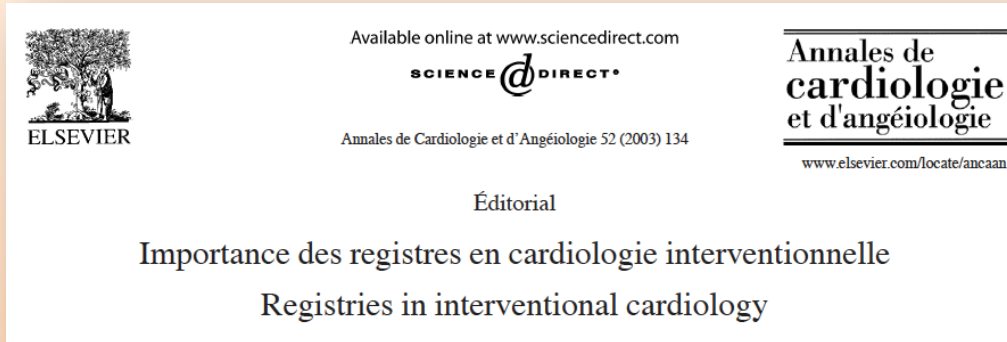 ELSEVIER
Available online at www.sciencedirect.com
SCIENCE DIRECT®
Annales de Cardiologie et d'Angéiologie 52 (2003) 134
Annales de
cardiologie
et d'angéiologie
www.elsevier.com/locate/ancaan
Éditorial
Importance des registres en cardiologie interventionnelle
Registries in interventional cardiology